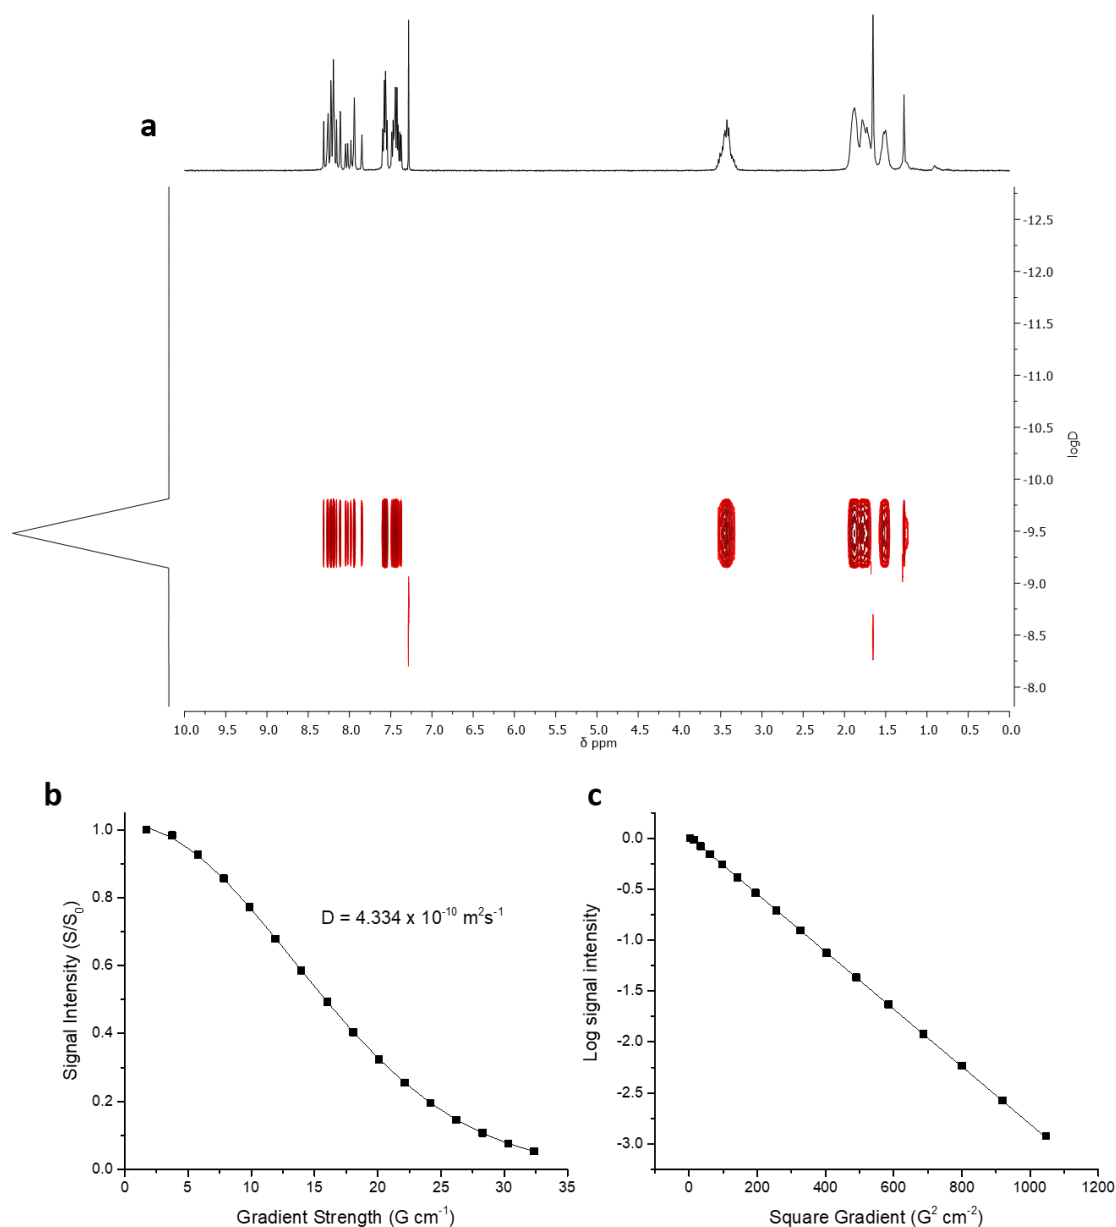 a
-12.5
-12.0
-11.5
-11.0
-10.5
-10.0
-9.5
-9.0
-8.5
-8.0
logD
10.0 9.5 9.0 8.5 8.0 7.5 7.0 6.5 6.0 5.5 5.0 4.5 4.0 3.5 3.0 2.5 2.0 1.5 1.0 0.5 0.0
δ ppm
b
1.0
0.8
0.6
0.4
0.2
0.0
Signal Intensity (S/S₀)
D = 4.334 x 10⁻¹⁰ m²s⁻¹
0 5 10 15 20 25 30 35
Gradient Strength (G cm⁻¹)
c
0.0
-0.5
-1.0
-1.5
-2.0
-2.5
-3.0
Log signal intensity
0 200 400 600 800 1000 1200
Square Gradient (G² cm⁻²)